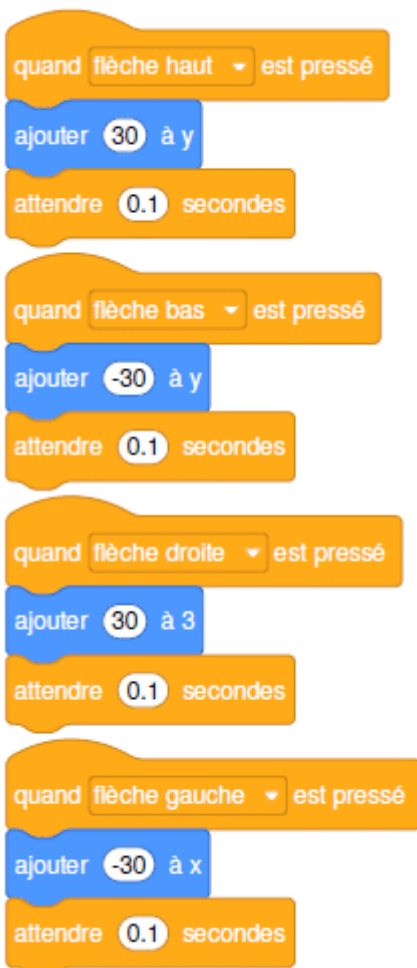 quand flèche haut est pressé
ajouter 30 à y
attendre 0.1 secondes
quand flèche bas est pressé
ajouter -30 à y
attendre 0.1 secondes
quand flèche droite est pressé
ajouter 30 à 3
attendre 0.1 secondes
quand flèche gauche est pressé
ajouter -30 à x
attendre 0.1 secondes